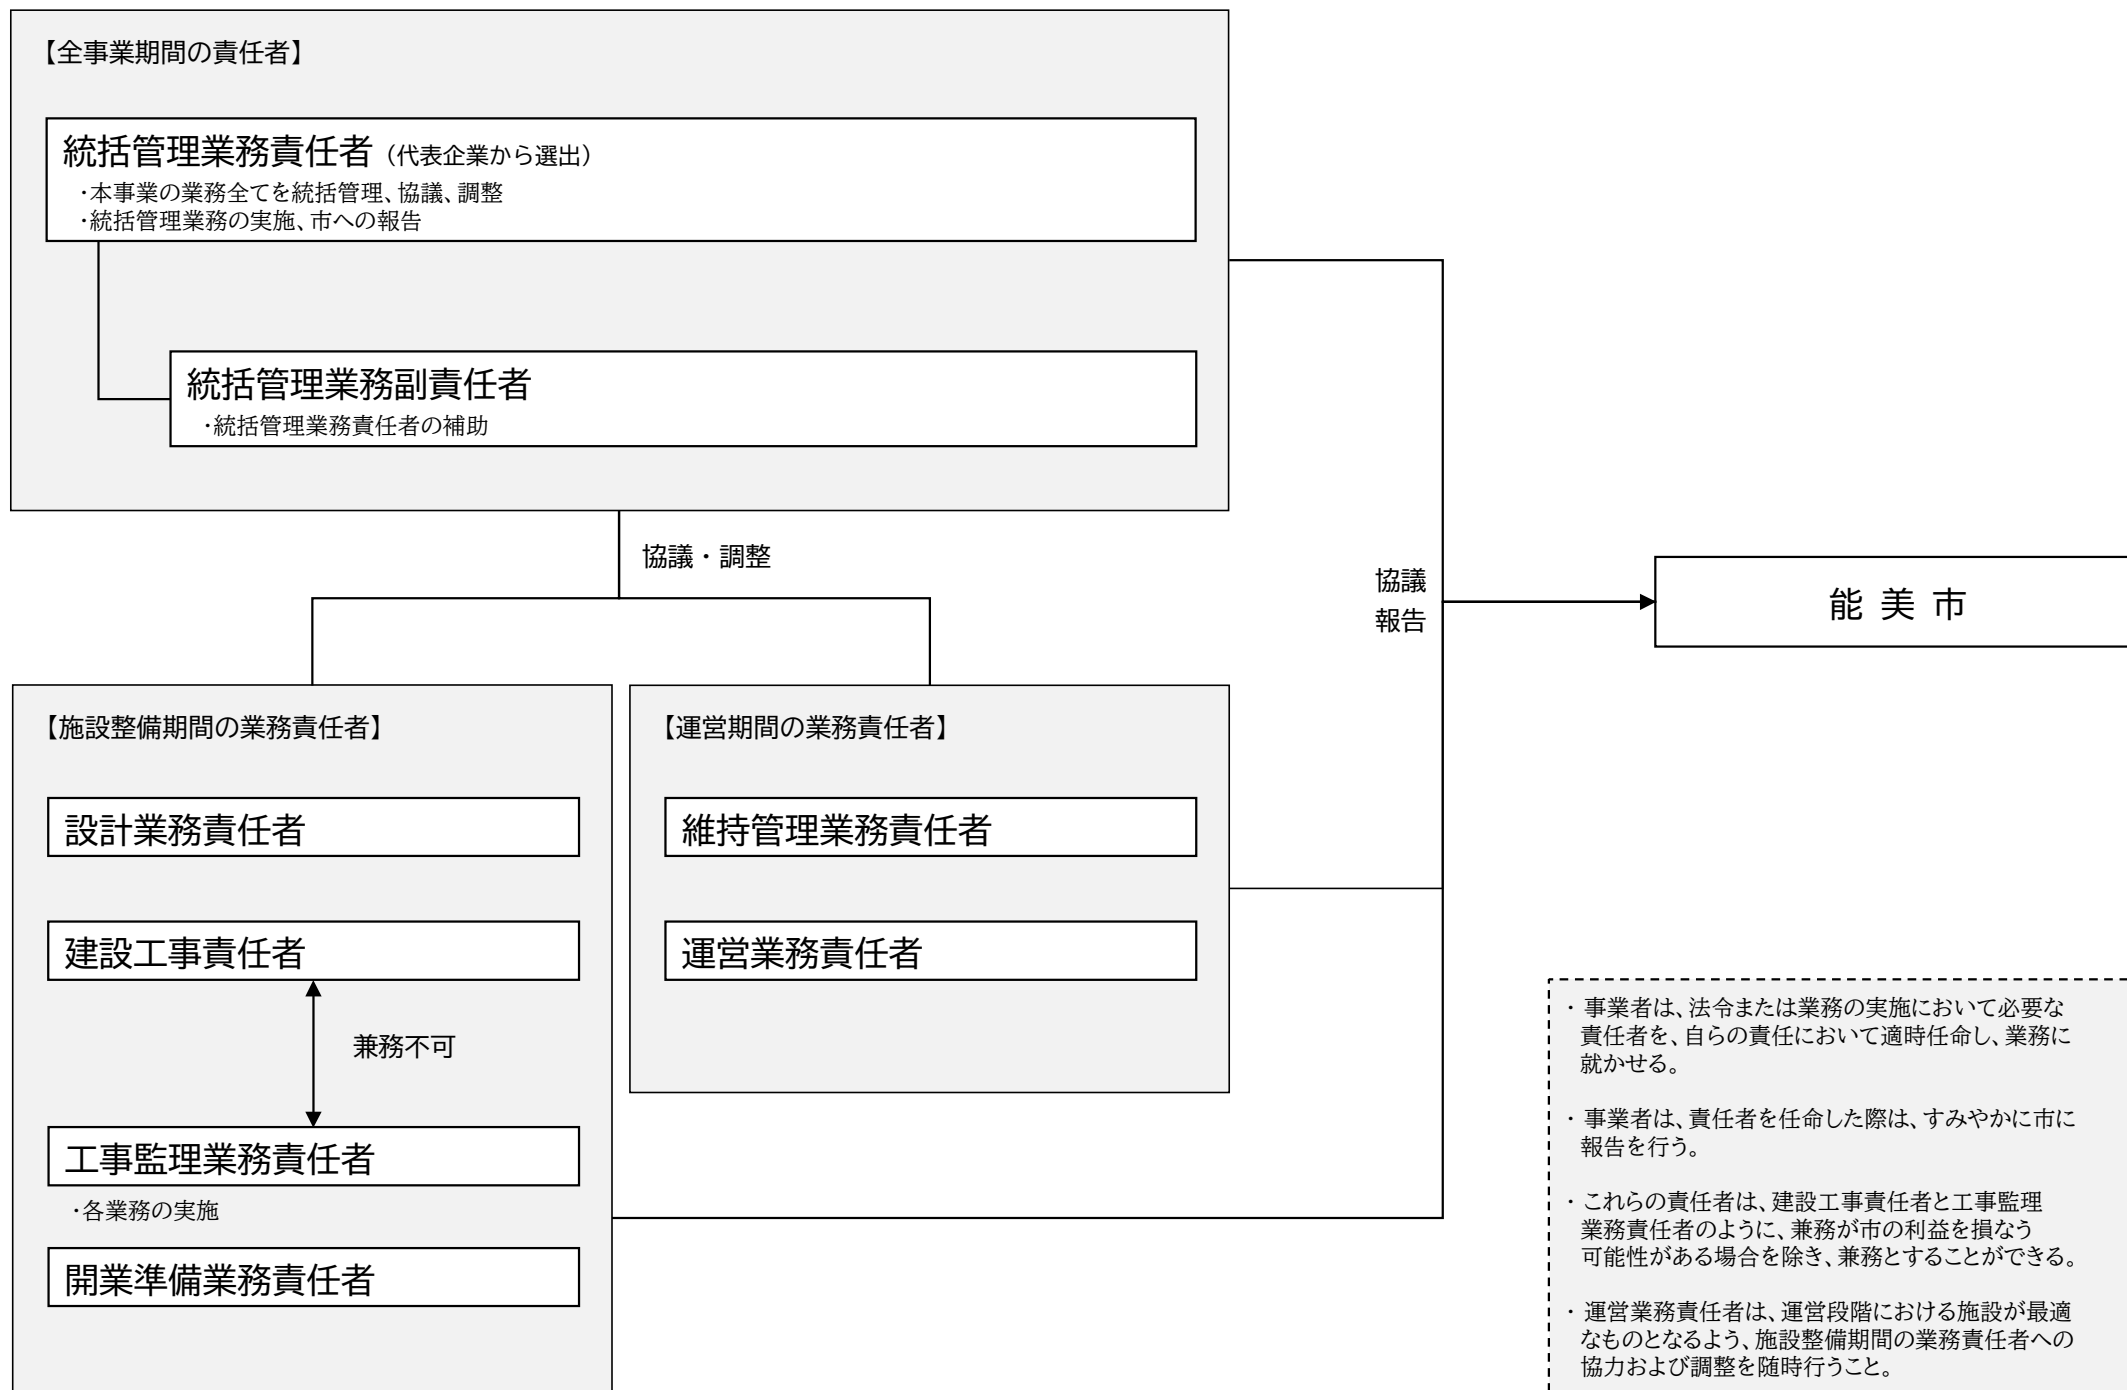 【全事業期間の責任者】
統括管理業務責任者（代表企業から選出）
・本事業の業務全てを統括管理、協議、調整
・統括管理業務の実施、市への報告
統括管理業務副責任者
・統括管理業務責任者の補助
協議・調整
協議
報告
能 美 市
【施設整備期間の業務責任者】
設計業務責任者
建設工事責任者
兼務不可
工事監理業務責任者
・各業務の実施
開業準備業務責任者
【運営期間の業務責任者】
維持管理業務責任者
運営業務責任者
・ 事業者は、法令または業務の実施において必要な
責任者を、自らの責任において適時任命し、業務に
就かせる。
・ 事業者は、責任者を任命した際は、すみやかに市に
報告を行う。
・ これらの責任者は、建設工事責任者と工事監理
業務責任者のように、兼務が市の利益を損なう
可能性がある場合を除き、兼務とすることができる。
・ 運営業務責任者は、運営段階における施設が最適
なものとなるよう、施設整備期間の業務責任者への
協力および調整を随時行うこと。